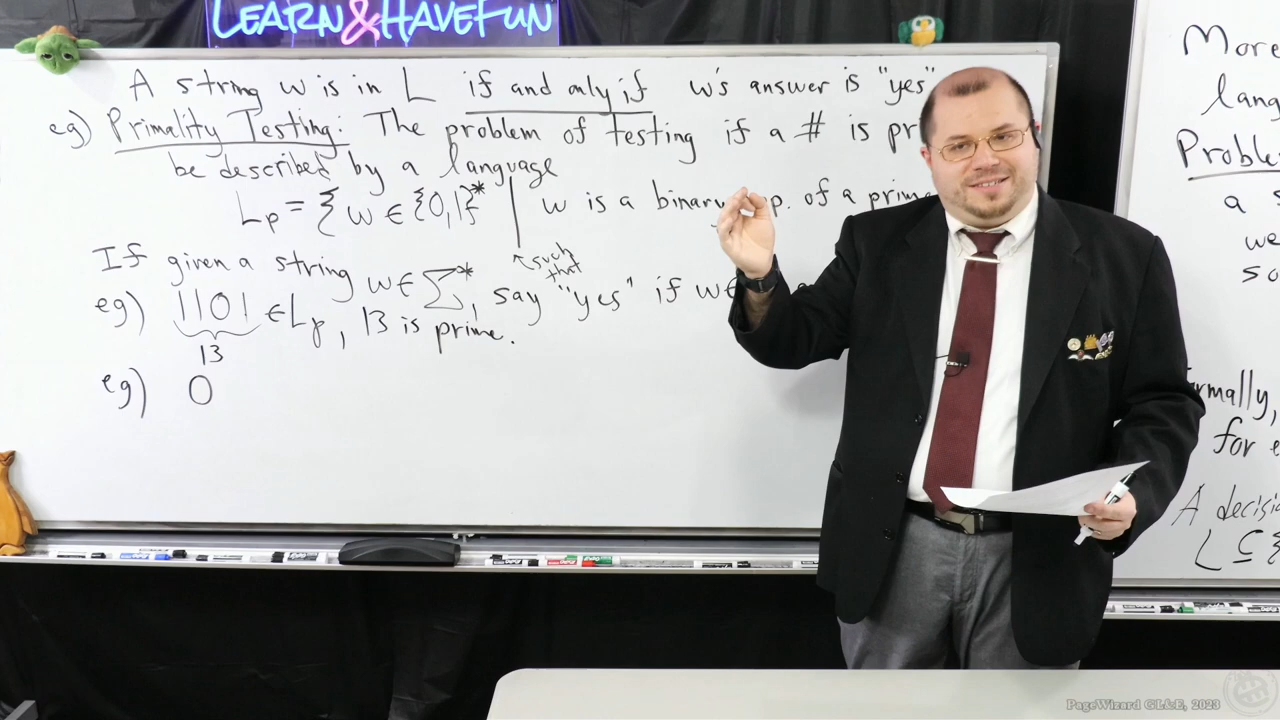 LEARN&HAVEFUN
A string w is in L if and only if w's answer is "yes"
eg) Primality Testing: The problem of testing if a # is pr
be described by a language
Lp = { w ∈ {0,1}* | w is a binary p. of a prime
such that
If given a string w ∈ Σ*, say "yes" if w ∈
eg) 1101 ∈ Lp, 13 is prime.
13
eg) 0
More
lang
Proble
a s
we
so
rmally,
for e
A decisi
L ⊆ {
PageWizard GL&E, 2023